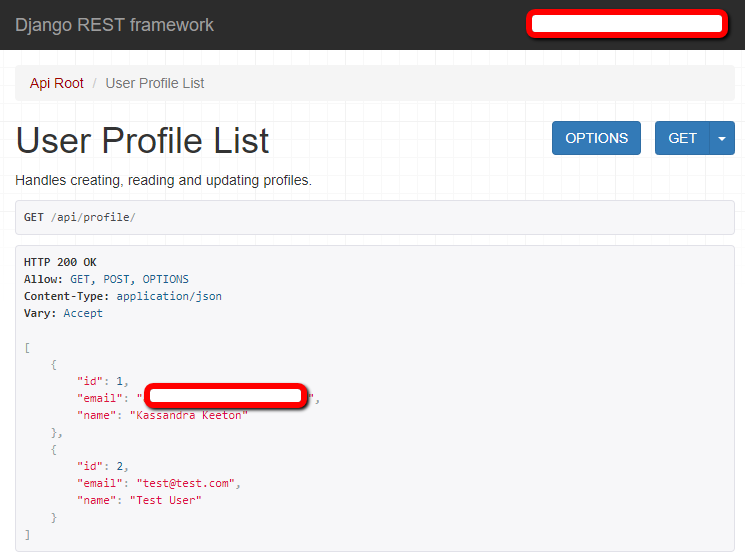 Django REST framework
Api Root / User Profile List
User Profile List
OPTIONS
GET
Handles creating, reading and updating profiles.
GET /api/profile/
HTTP 200 OK
Allow: GET, POST, OPTIONS
Content-Type: application/json
Vary: Accept
[
    {
        "id": 1,
        "email": "",
        "name": "Kassandra Keeton"
    },
    {
        "id": 2,
        "email": "test@test.com",
        "name": "Test User"
    }
]